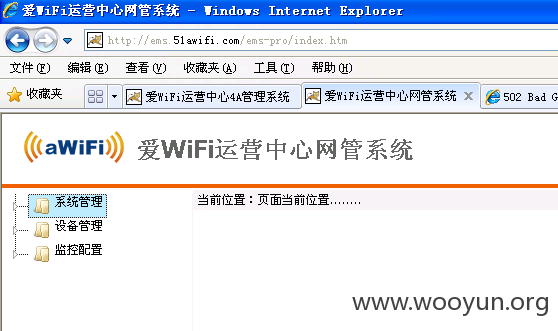 爱WiFi运营中心网管系统 - Windows Internet Explorer
http://ems.51awifi.com/ems-pro/index.htm
文件(F) 编辑(E) 查看(V) 收藏夹(A) 工具(T) 帮助(H)
收藏夹 爱WiFi运营中心4A管理系统 爱WiFi运营中心网管系统 502 Bad G
aWiFi 爱WiFi运营中心网管系统
系统管理 当前位置：页面当前位置........
设备管理
监控配置
www.wooyun.org